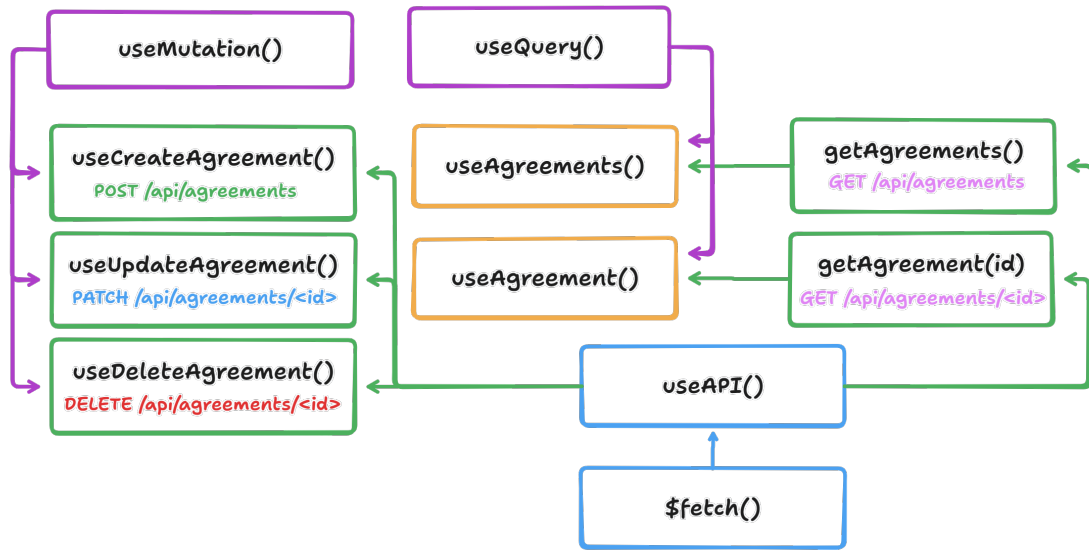 useMutation()
useQuery()
useCreateAgreement()
POST /api/agreements
useAgreements()
getAgreements()
GET /api/agreements
useUpdateAgreement()
PATCH /api/agreements/<id>
useAgreement()
getAgreement(id)
GET /api/agreements/<id>
useDeleteAgreement()
DELETE /api/agreements/<id>
useAPI()
$fetch()